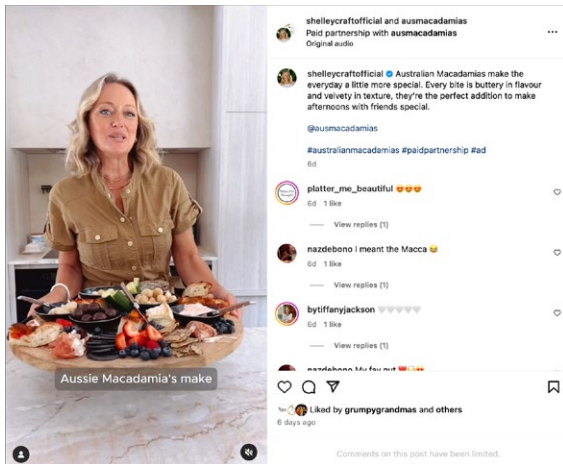 shelleycraftofficial and ausmacadamias
Paid partnership with ausmacadamias
Original audio
shelleycraftofficial Australian Macadamias make the
everyday a little more special. Every bite is buttery in flavour
and velvety in texture, they're the perfect addition to make
afternoons with friends special.
@ausmacadamias
#australianmacadamias #paidpartnership #ad
6d
platter_me_beautiful 😍😍😍
6d 1 like
View replies (1)
nazdebono I meant the Macca 😂
6d 1 like
View replies (1)
bytiffanyjackson 🤍🤍🤍🤍🤍
6d 1 like
View replies (1)
nazdebono My fav nut
Aussie Macadamia's make
Liked by grumpygrandmas and others
6 days ago
Comments on this post have been limited.